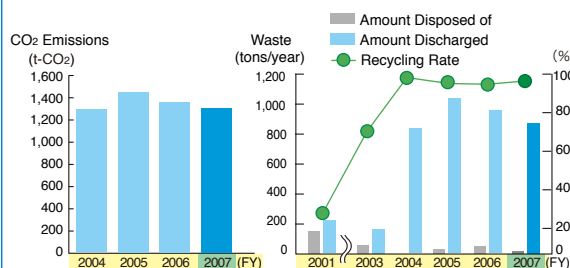 Amount Disposed of
Amount Discharged
Recycling Rate
CO2 Emissions
(t-CO2)
1,600
1,400
1,200
1,000
800
600
400
200
0
2004 2005 2006 2007 (FY)
Waste
(tons/year)
1,200
1,000
800
600
400
200
0
(%
100
80
60
40
20
0
2001 2003 2004 2005 2006 2007 (FY)